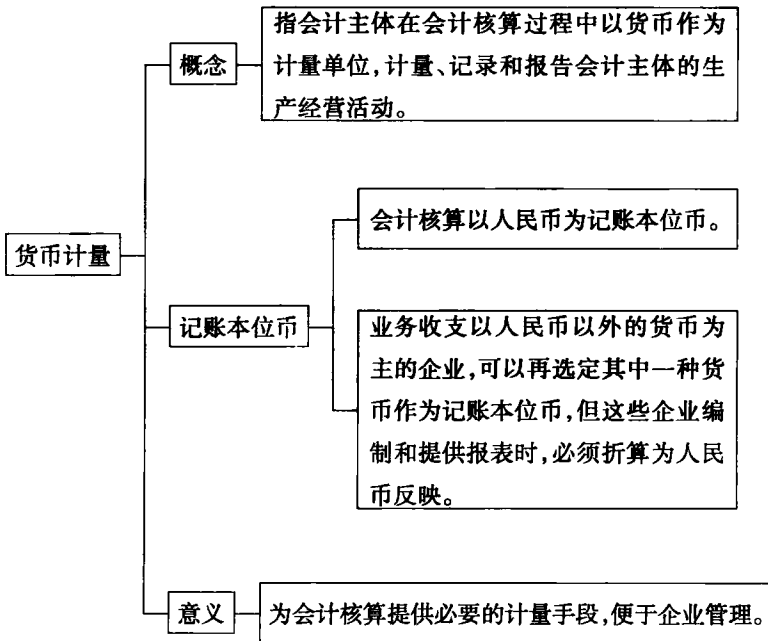 指会计主体在会计核算过程中以货币作为
概念
计量单位,计量、记录和报告会计主体的生
产经营活动。
会计核算以人民币为记账本位币。
货币计量
记账本位币
业务收支以人民币以外的货币为
主的企业,可以再选定其中一种货
币作为记账本位币,但这些企业编
制和提供报表时,必须折算为人民
币反映。
意义
为会计核算提供必要的计量手段,便于企业管理。